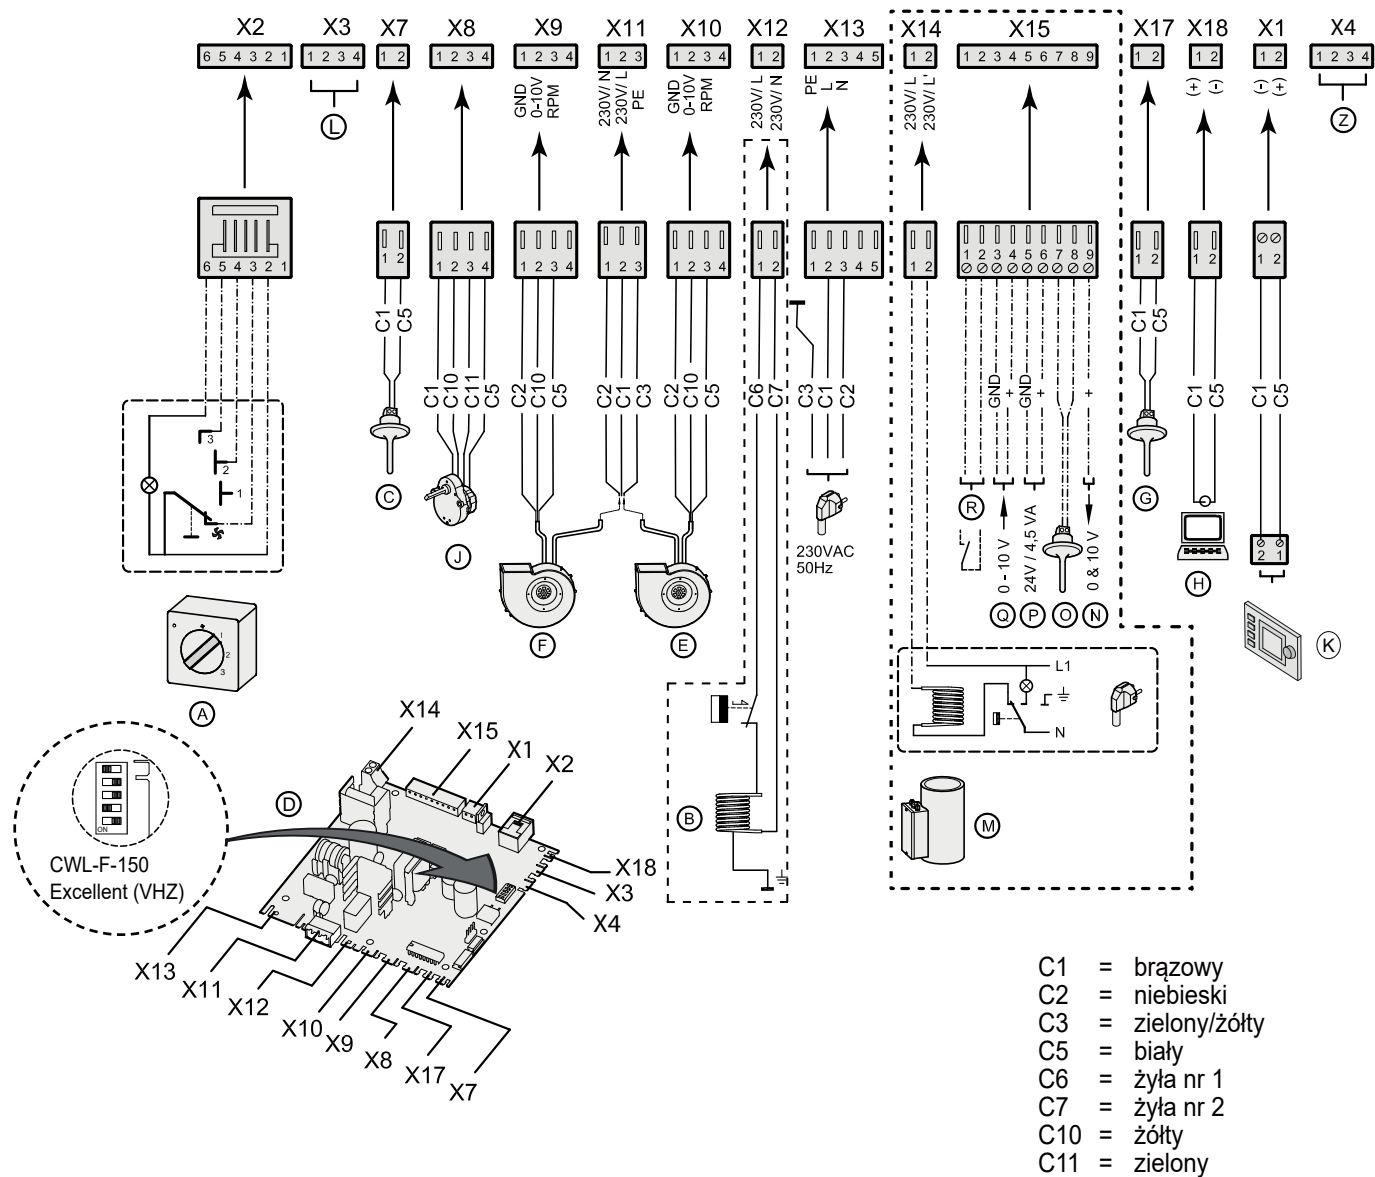 X2 X3 X7 X8 X9 X11 X10 X12 X13 X14 X15 X17 X18 X1 X4
6 5 4 3 2 1 1 2 3 4 1 2 1 2 3 4 1 2 3 4 1 2 3 1 2 3 4 1 2 1 2 3 4 5 1 2 1 2 3 4 5 6 7 8 9 1 2 1 2 1 2 1 2 3 4
GND
0-10V
RPM
230V/ N
230V/ L
PE
GND
0-10V
RPM
230V/ L
230V/ N
PE
L
N
230V/ L
230V/ L'
(+)
(-)
(-)
(+)
L
Z
6 5 4 3 2 1 1 2 1 2 3 4 1 2 3 4 1 2 3 1 2 3 4 1 2 1 2 3 4 5 1 2 1 2 3 4 5 6 7 8 9 1 2 1 2 1 2
C1 C5
C1 C5
C1 C10 C11 C5 C2 C10 C5 C2 C1 C3 C2 C10 C5 C6 C7 C3 C1 C2
GND + GND + +
C1 C5 C1 C2
3
2
1
C
J
R
G
230VAC
50Hz
0 - 10 V
24V / 4,5 VA
0 & 10 V
2 1
H
Q P O N
F
E
K
1
2
3
A
L1
N
B
M
D
ON
CWL-F-150
Excellent (VHZ)
X14
X15
X1
X2
X18
X3
X4
X13
X11
X12
X10
X9
X8
X17
X7
C1 = brązowy
C2 = niebieski
C3 = zielony/żółty
C5 = biały
C6 = żyła nr 1
C7 = żyła nr 2
C10 = żółty
C11 = zielony